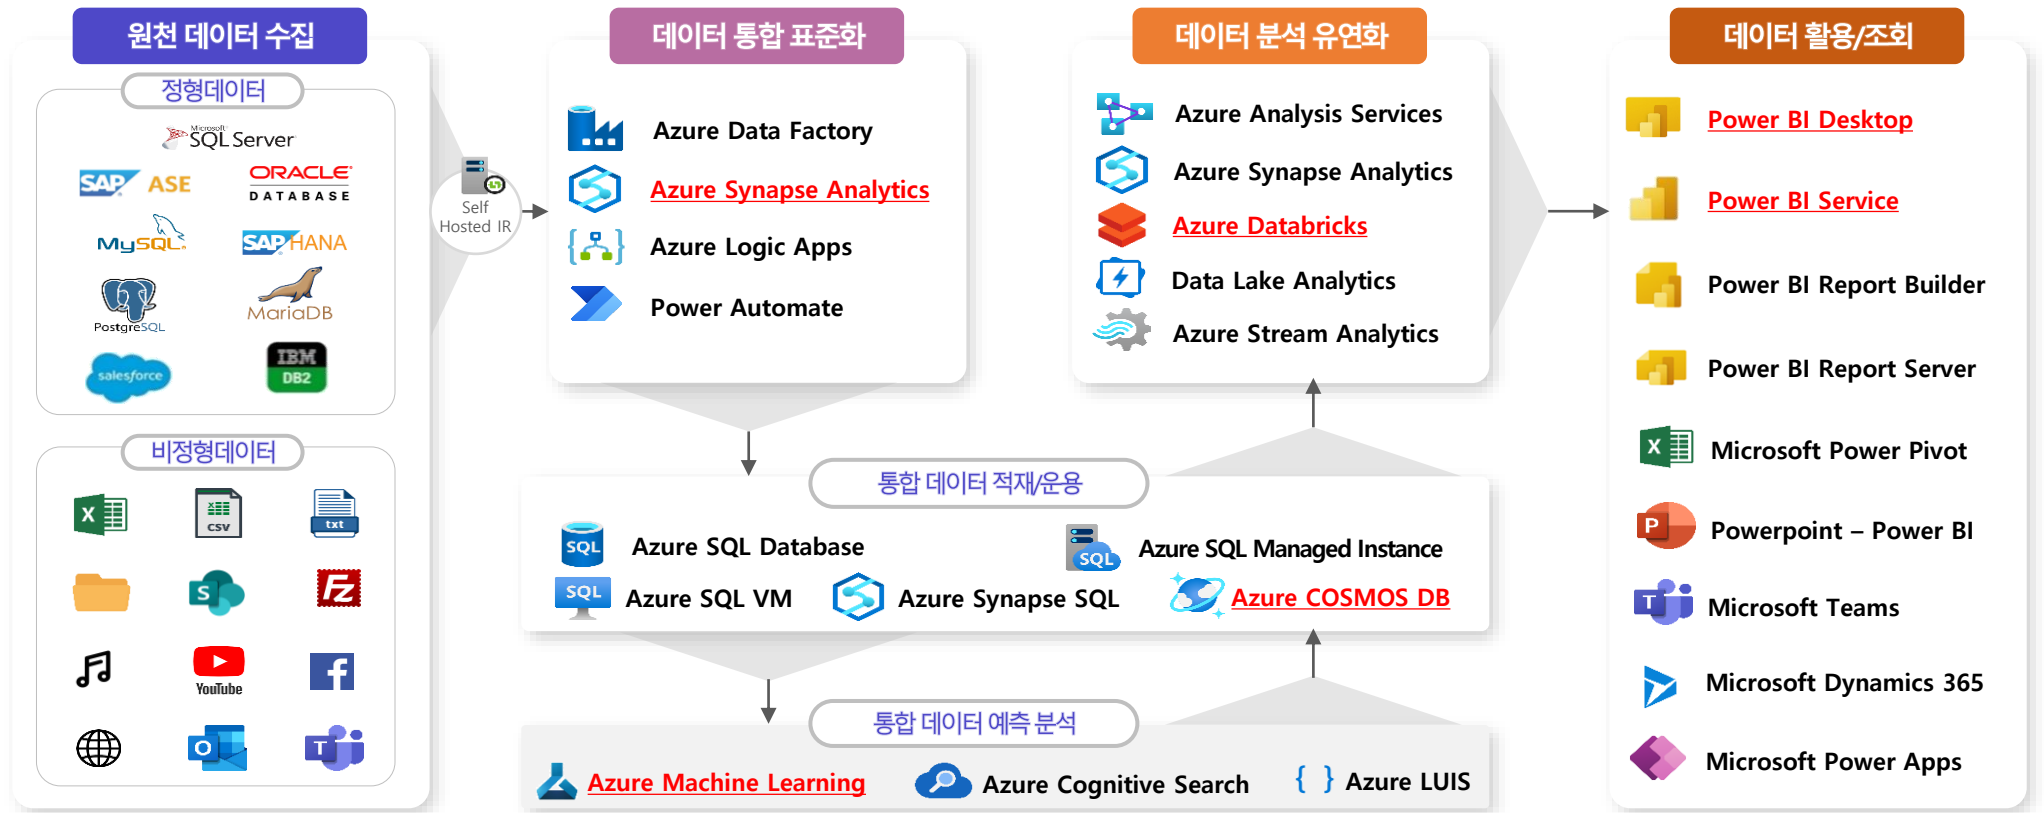 원천 데이터 수집
정형데이터
Microsoft
SQL Server
SAP ASE
ORACLE
DATABASE
MySQL
SAP HANA
PostgreSQL
MariaDB
salesforce
IBM
DB2
비정형데이터
X
CSV
txt
S
Fz
YouTube
f
O
T
Self
Hosted IR
데이터 통합 표준화
Azure Data Factory
Azure Synapse Analytics
Azure Logic Apps
Power Automate
데이터 분석 유연화
Azure Analysis Services
Azure Synapse Analytics
Azure Databricks
Data Lake Analytics
Azure Stream Analytics
통합 데이터 적재/운용
SQL
Azure SQL Database
SQL
Azure SQL Managed Instance
SQL
Azure SQL VM
Azure Synapse SQL
Azure COSMOS DB
통합 데이터 예측 분석
Azure Machine Learning
Azure Cognitive Search
{ }
Azure LUIS
데이터 활용/조회
Power BI Desktop
Power BI Service
Power BI Report Builder
Power BI Report Server
X
Microsoft Power Pivot
P
Powerpoint – Power BI
T
Microsoft Teams
Microsoft Dynamics 365
Microsoft Power Apps